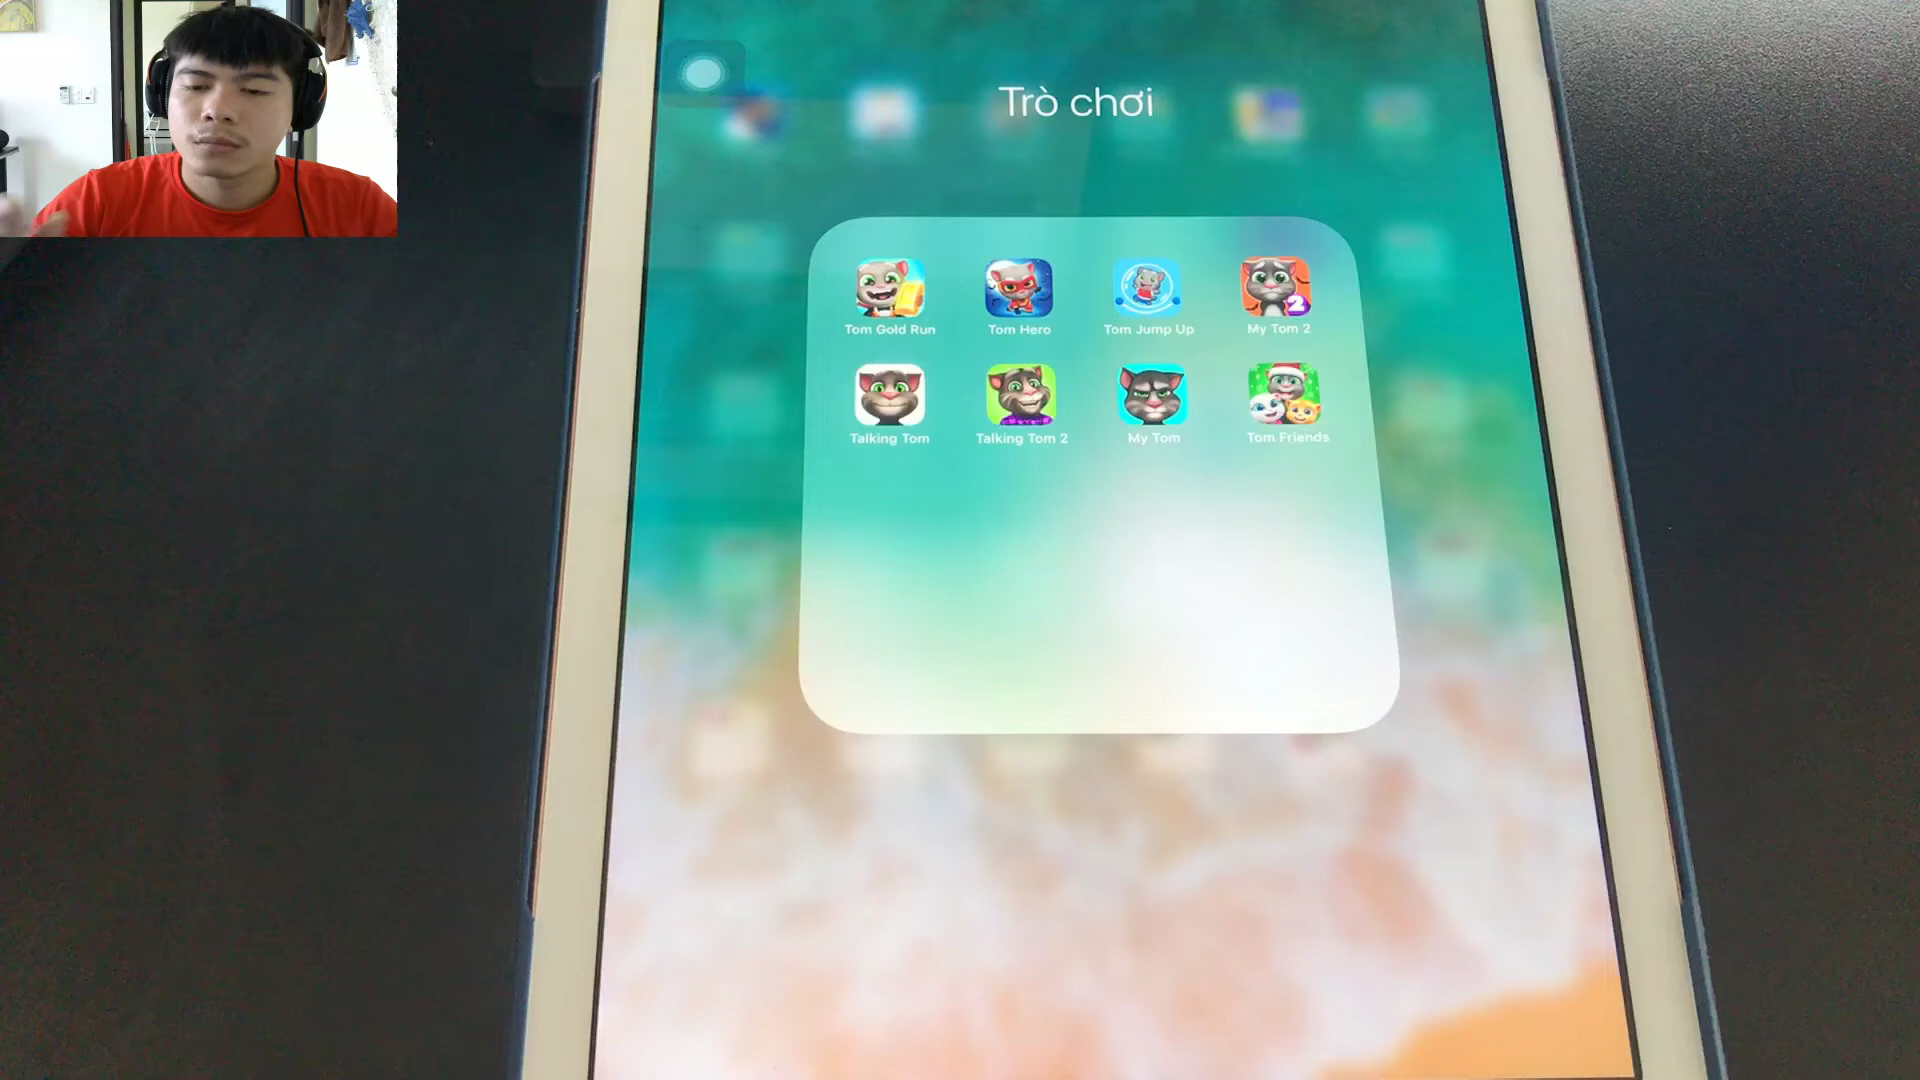 Trò chơi
Tom Gold Run
Tom Hero
Tom Jump Up
My Tom 2
Talking Tom
Talking Tom 2
My Tom
Tom Friends